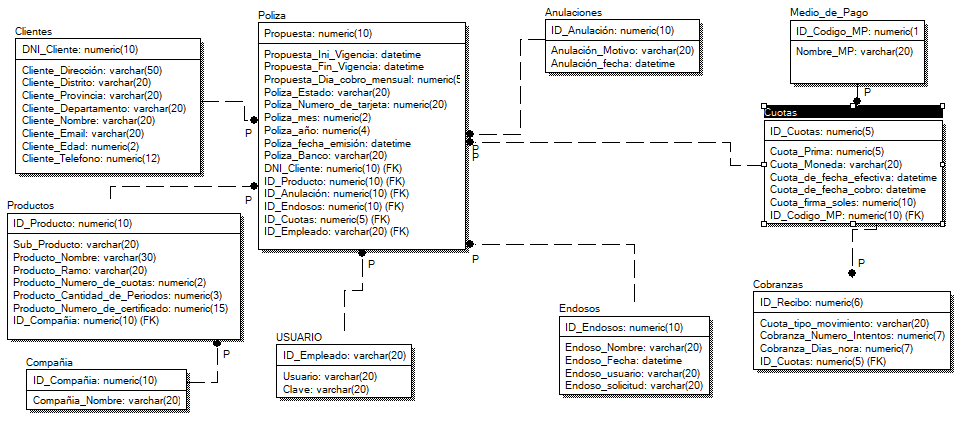 Clientes
DNI_Cliente: numeric(10)
Cliente_Dirección: varchar(50)
Cliente_Distrito: varchar(20)
Cliente_Provincia: varchar(20)
Cliente_Departamento: varchar(20)
Cliente_Nombre: varchar(20)
Cliente_Email: varchar(20)
Cliente_Edad: numeric(2)
Cliente_Telefono: numeric(12)
P
Poliza
Propuesta: numeric(10)
Propuesta_Ini_Vigencia: datetime
Propuesta_Fin_Vigencia: datetime
Propuesta_Dia_cobro_mensual: numeric(5
Poliza_Estado: varchar(20)
Poliza_Numero_de_tarjeta: numeric(20)
Poliza_mes: numeric(2)
Poliza_año: numeric(4)
Poliza_fecha_emisión: datetime
Poliza_Banco: varchar(20)
DNI_Cliente: numeric(10) (FK)
ID_Producto: numeric(10) (FK)
ID_Anulación: numeric(10) (FK)
ID_Endosos: numeric(10) (FK)
ID_Cuotas: numeric(5) (FK)
ID_Empleado: varchar(20) (FK)
Anulaciones
ID_Anulación: numeric(10)
Anulación_Motivo: varchar(20)
Anulación_fecha: datetime
P
P
Medio_de_Pago
ID_Codigo_MP: numeric(1
Nombre_MP: varchar(20)
P
Cuotas
ID_Cuotas: numeric(5)
Cuota_Prima: numeric(5)
Cuota_Moneda: varchar(20)
Cuota_de_fecha_efectiva: datetime
Cuota_de_fecha_cobro: datetime
Cuota_firma_soles: numeric(10)
ID_Codigo_MP: numeric(10) (FK)
P
Productos
ID_Producto: numeric(10)
Sub_Producto: varchar(20)
Producto_Nombre: varchar(30)
Producto_Ramo: varchar(20)
Producto_Numero_de_cuotas: numeric(2)
Producto_Cantidad_de_Periodos: numeric(3)
Producto_Numero_de_certificado: numeric(15)
ID_Compañia: numeric(10) (FK)
P
P
P
P
Cobranzas
ID_Recibo: numeric(6)
Cuota_tipo_movimiento: varchar(20)
Cobranza_Numero_Intentos: numeric(7)
Cobranza_Dias_nora: numeric(7)
ID_Cuotas: numeric(5) (FK)
Compañia
ID_Compañia: numeric(10)
Compañia_Nombre: varchar(20)
USUARIO
ID_Empleado: varchar(20)
Usuario: varchar(20)
Clave: varchar(20)
Endosos
ID_Endosos: numeric(10)
Endoso_Nombre: varchar(20)
Endoso_Fecha: datetime
Endoso_usuario: varchar(20)
Endoso_solicitud: varchar(20)